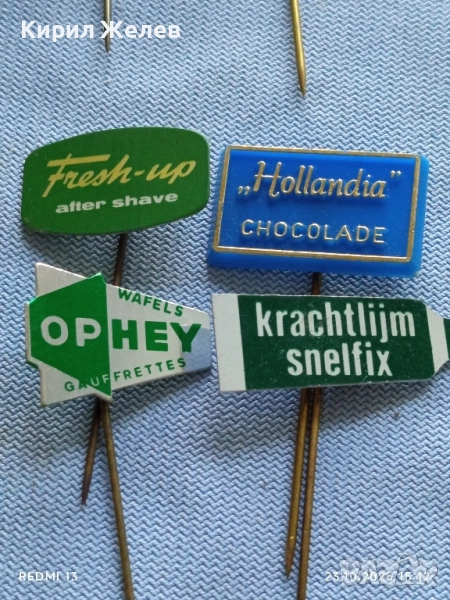 Кирил Желев
Fresh-up
after shave
„Hollandia”
CHOCOLADE
WAFELS
OPHEY
GAUFFRETTES
krachtlijm
snelfix
REDMI 13